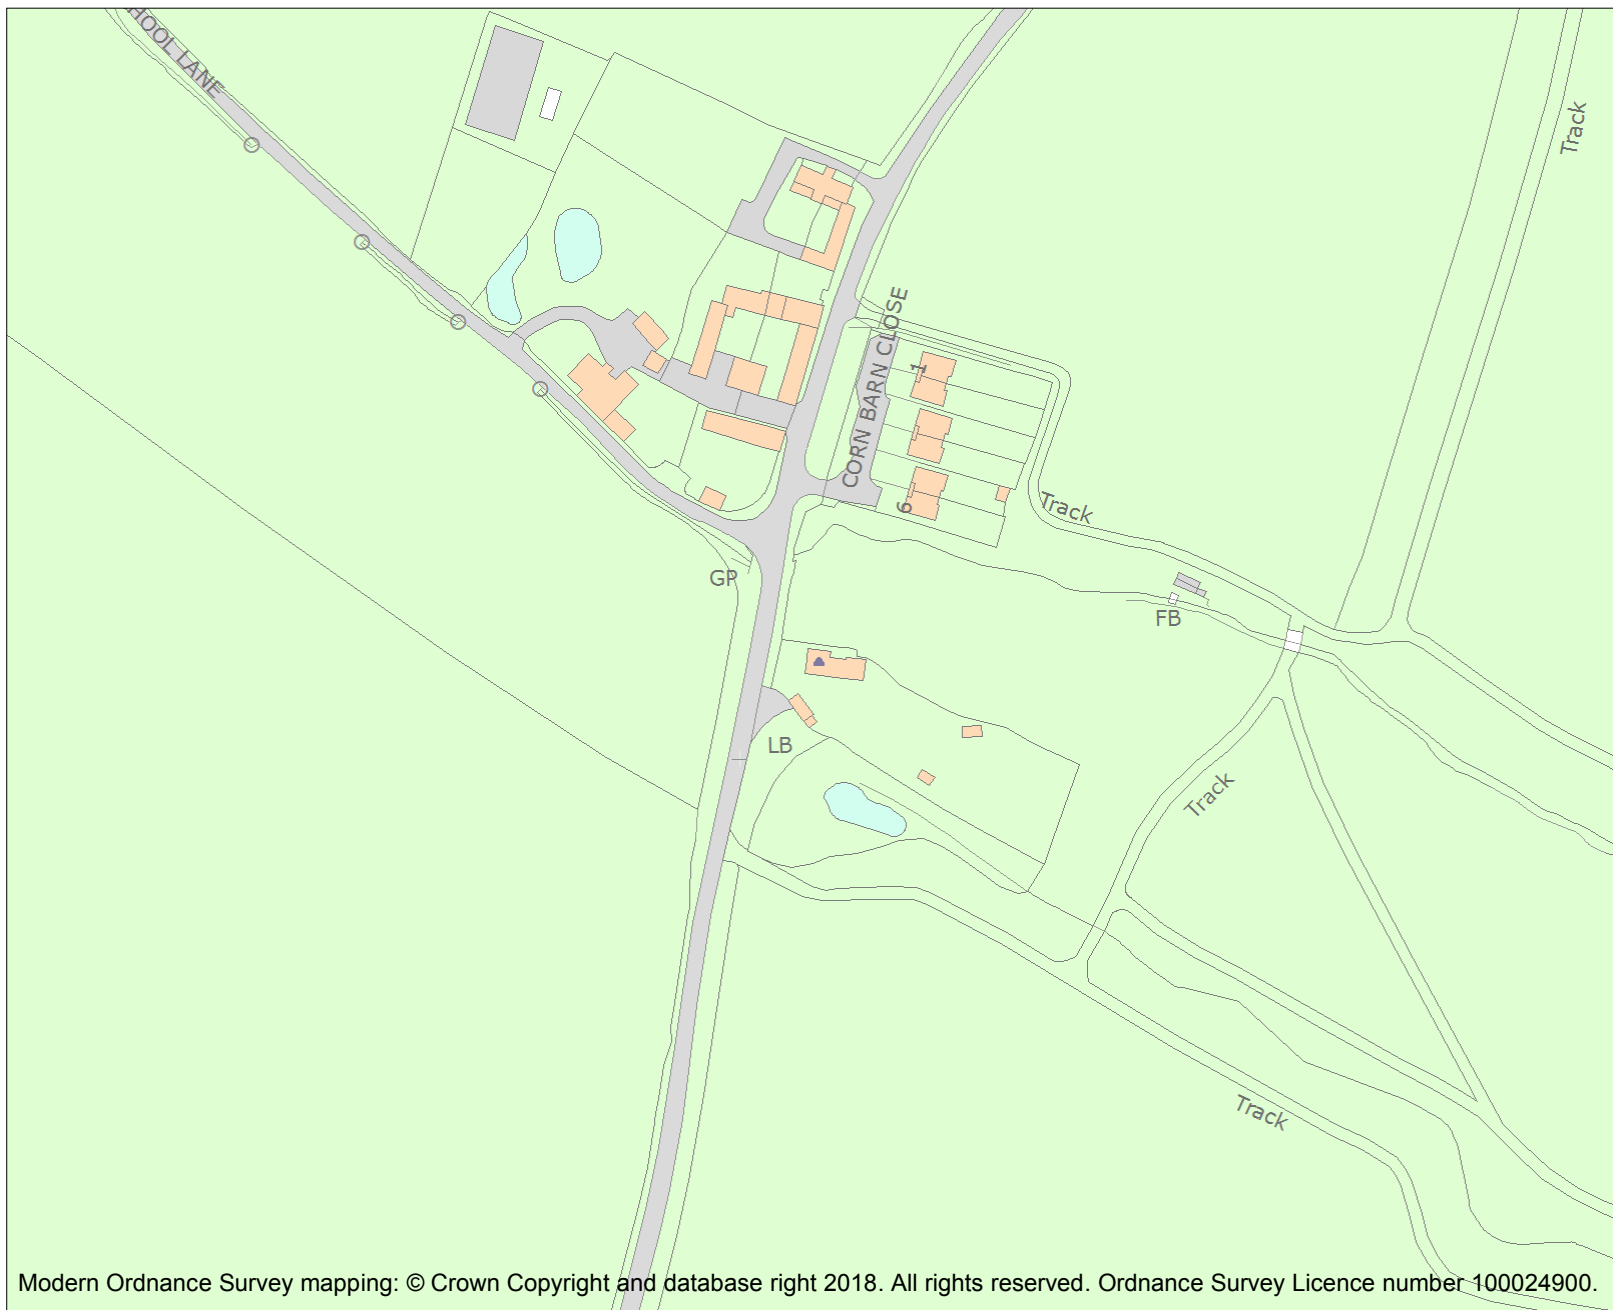 HOOL LANE
Track
CORN BARN CLOSE
1
6
Track
GP
FB
LB
Track
Track
Modern Ordnance Survey mapping: © Crown Copyright and database right 2018. All rights reserved. Ordnance Survey Licence number 100024900.